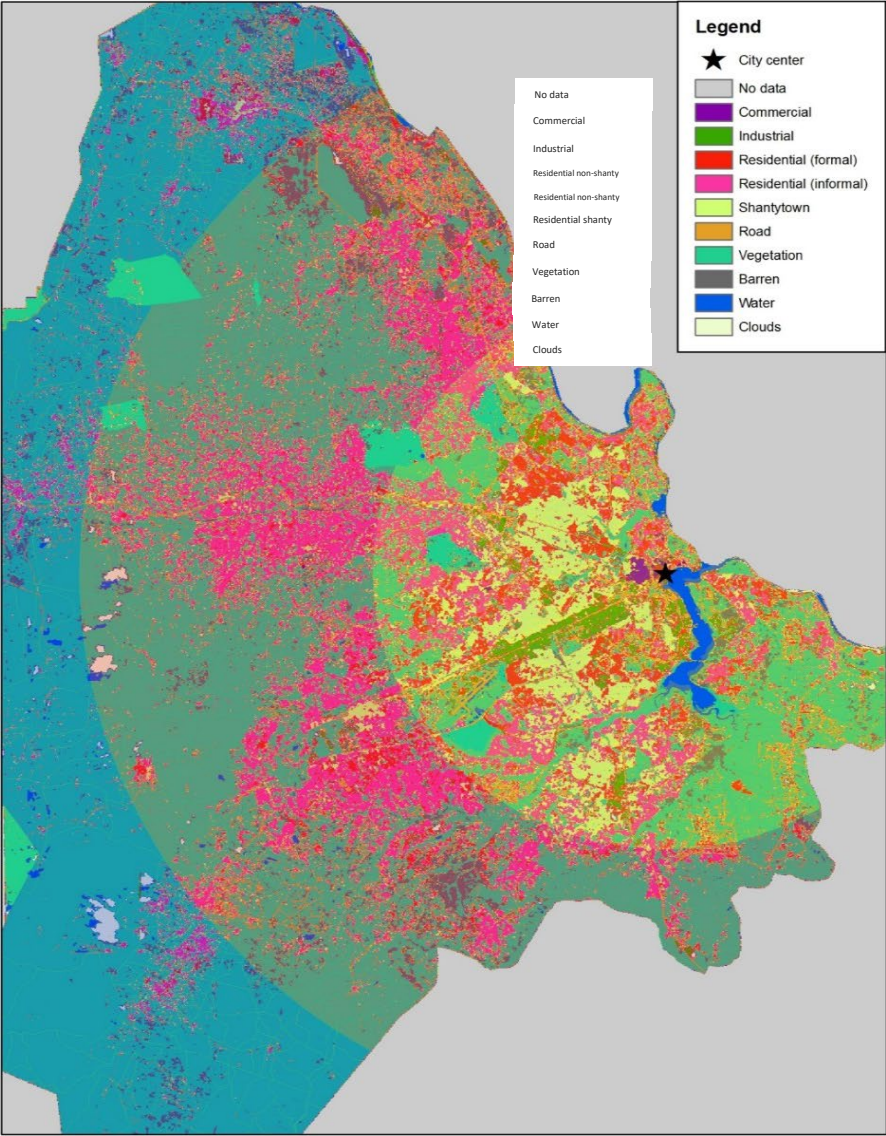 No data
Commercial
Industrial
Residential non-shanty
Residential non-shanty
Residential shanty
Road
Vegetation
Barren
Water
Clouds
Legend
City center
No data
Commercial
Industrial
Residential (formal)
Residential (informal)
Shantytown
Road
Vegetation
Barren
Water
Clouds